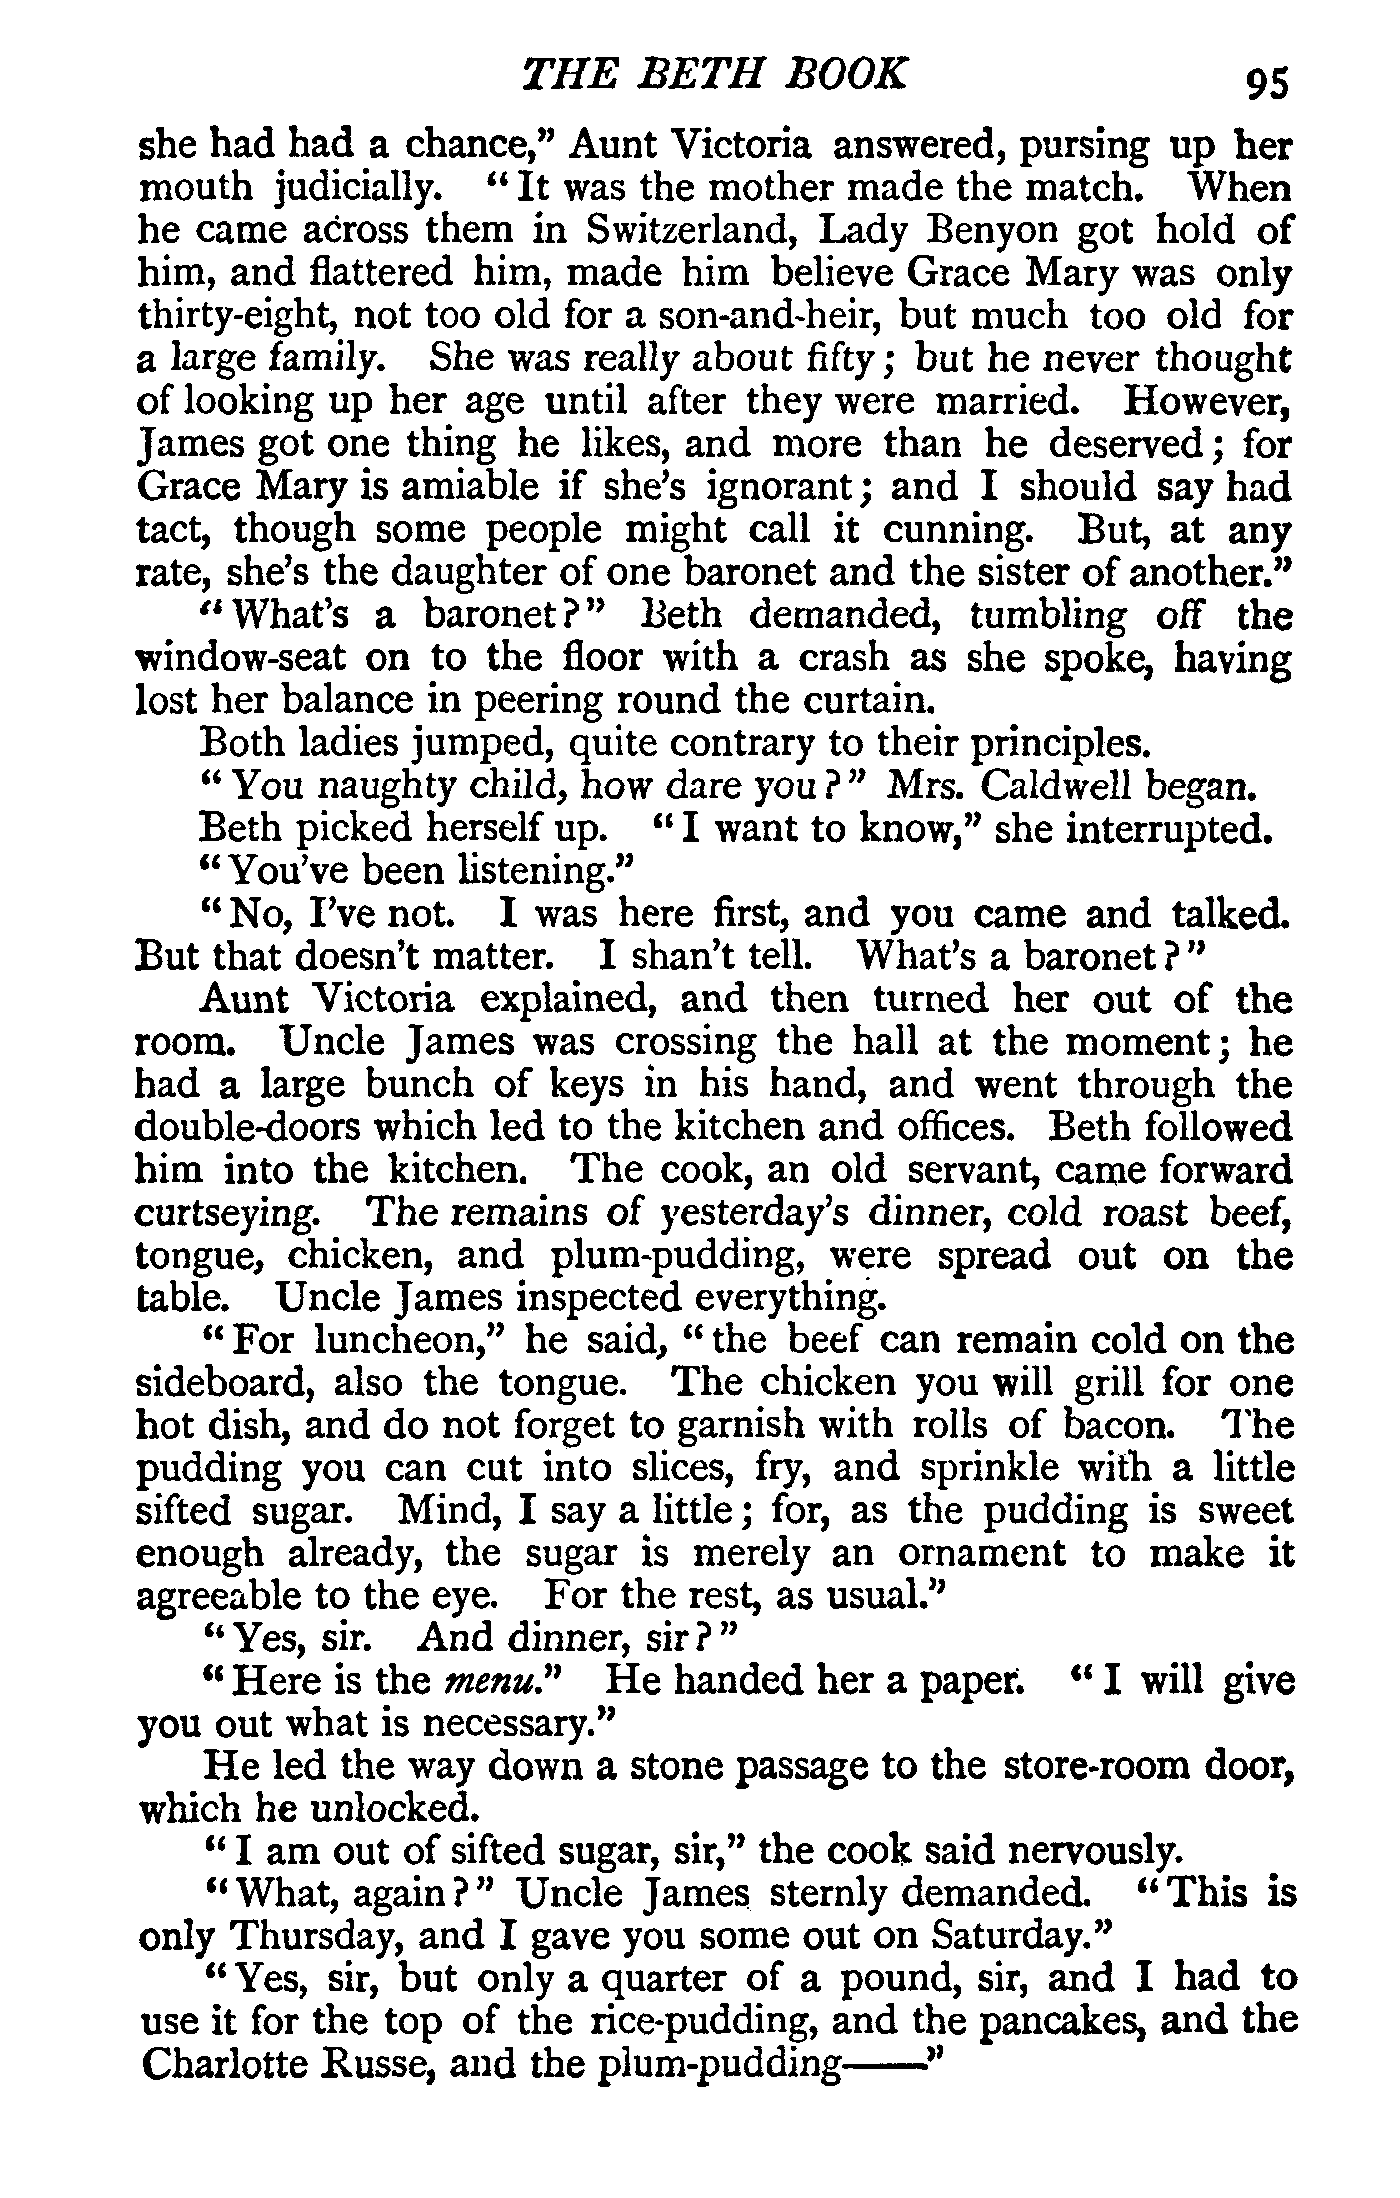 THE BETH BOOK 95
she had had a chance,” Aunt Victoria answered, pursing up her
mouth judicially. “It was the mother made the match. When
he came across them in Switzerland, Lady Benyon got hold of
him, and flattered him, made him believe Grace Mary was only
thirty-eight, not too old for a son-and-heir, but much too old for
a large family. She was really about fifty; but he never thought
of looking up her age until after they were married. However,
James got one thing he likes, and more than he deserved; for
Grace Mary is amiable if she’s ignorant; and I should say had
tact, though some people might call it cunning. But, at any
rate, she’s the daughter of one baronet and the sister of another.”
“What’s a baronet?” Beth demanded, tumbling off the
window-seat on to the floor with a crash as she spoke, having
lost her balance in peering round the curtain.
Both ladies jumped, quite contrary to their principles.
“You naughty child, how dare you?” Mrs. Caldwell began.
Beth picked herself up. “I want to know,” she interrupted.
“You’ve been listening.”
“No, I’ve not. I was here first, and you came and talked.
But that doesn’t matter. I shan’t tell. What’s a baronet?”
Aunt Victoria explained, and then turned her out of the
room. Uncle James was crossing the hall at the moment; he
had a large bunch of keys in his hand, and went through the
double-doors which led to the kitchen and offices. Beth followed
him into the kitchen. The cook, an old servant, came forward
curtseying. The remains of yesterday’s dinner, cold roast beef,
tongue, chicken, and plum-pudding, were spread out on the
table. Uncle James inspected everything.
“For luncheon,” he said, “the beef can remain cold on the
sideboard, also the tongue. The chicken you will grill for one
hot dish, and do not forget to garnish with rolls of bacon. The
pudding you can cut into slices, fry, and sprinkle with a little
sifted sugar. Mind, I say a little; for, as the pudding is sweet
enough already, the sugar is merely an ornament to make it
agreeable to the eye. For the rest, as usual.”
“Yes, sir. And dinner, sir?”
“Here is the menu.” He handed her a paper. “I will give
you out what is necessary.”
He led the way down a stone passage to the store-room door,
which he unlocked.
“I am out of sifted sugar, sir,” the cook said nervously.
“What, again?” Uncle James sternly demanded. “This is
only Thursday, and I gave you some out on Saturday.”
“Yes, sir, but only a quarter of a pound, sir, and I had to
use it for the top of the rice-pudding, and the pancakes, and the
Charlotte Russe, and the plum-pudding——”